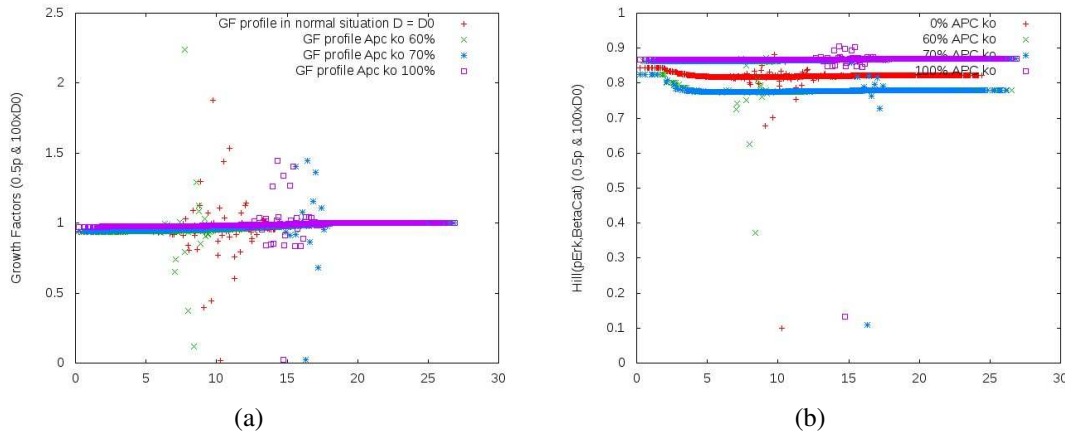 GF profile in normal situation D = D0
GF profile Apc ko 60%
GF profile Apc ko 70%
GF profile Apc ko 100%
Growth Factors (0.5p & 100xD0)
2.5
2
1.5
1
0.5
0
0 5 10 15 20 25 30
(a)
0% APC ko
60% APC ko
70% APC ko
100% APC ko
Hill(pErk,BetaCat) (0.5p & 100xD0)
1
0.9
0.8
0.7
0.6
0.5
0.4
0.3
0.2
0.1
0
0 5 10 15 20 25 30
(b)